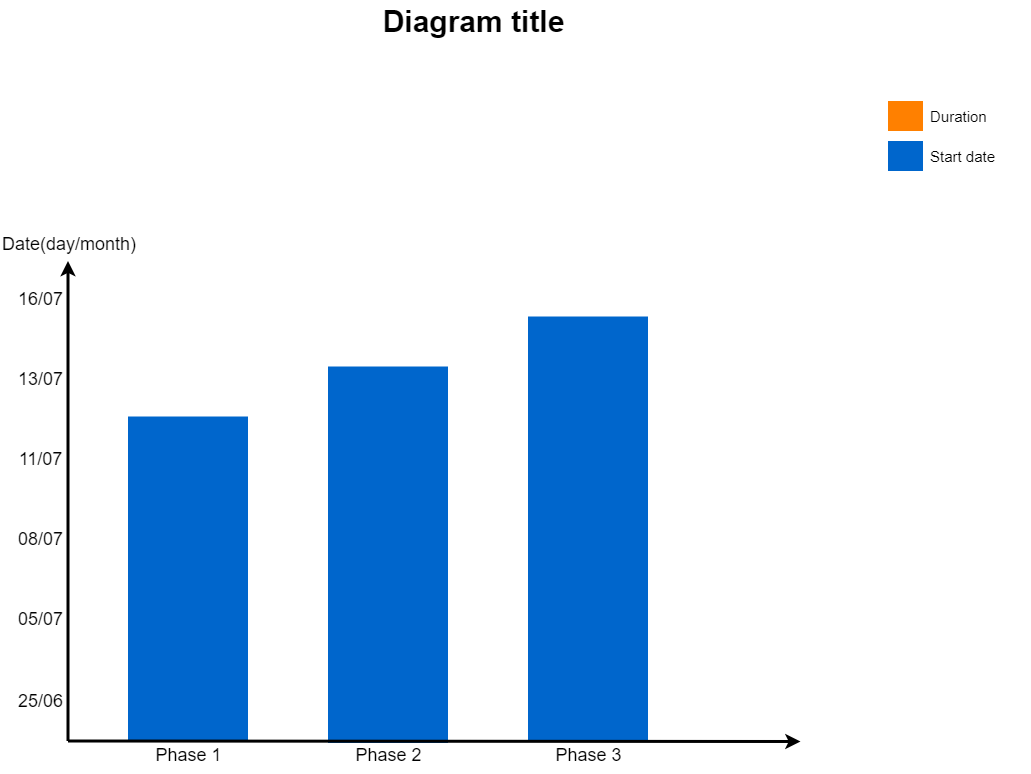 Diagram title
Duration
Start date
Date(day/month)
16/07
13/07
11/07
08/07
05/07
25/06
Phase 1 Phase 2 Phase 3